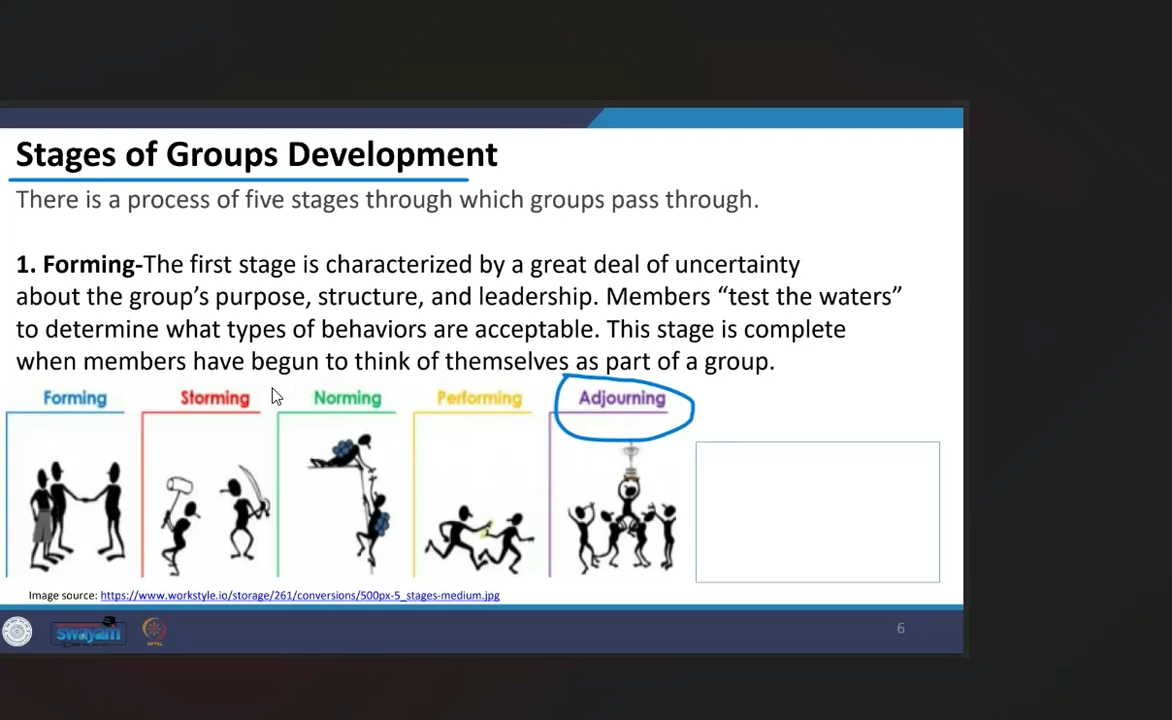 Stages of Groups Development
There is a process of five stages through which groups pass through.
1. Forming-The first stage is characterized by a great deal of uncertainty
about the group's purpose, structure, and leadership. Members “test the waters”
to determine what types of behaviors are acceptable. This stage is complete
when members have begun to think of themselves as part of a group.
Forming Storming Norming Performing Adjourning
Image source: https://www.workstyle.io/storage/261/conversions/500px-5_stages-medium.jpg
swayam
NPTEL
6